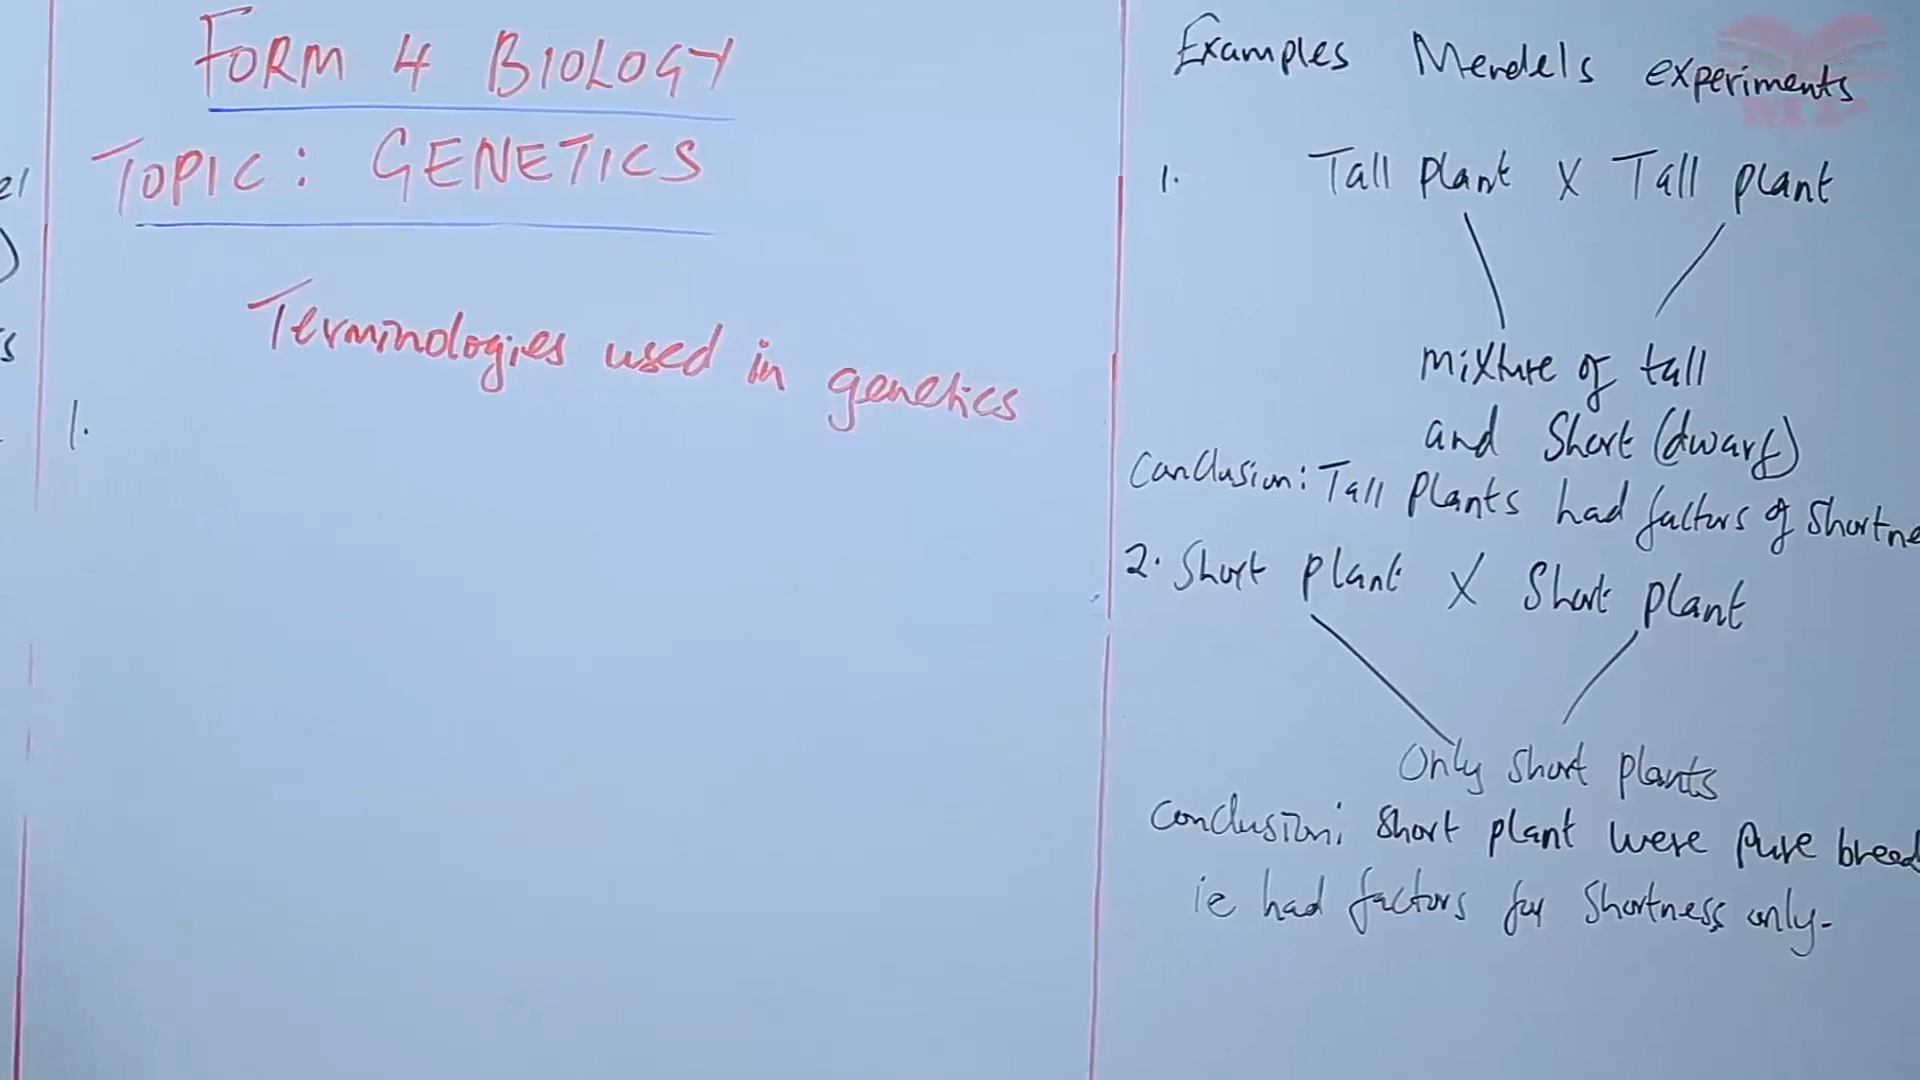 FORM 4 BIOLOGY
TOPIC: GENETICS
Terminologies used in genetics
1.
Examples Mendels experiments
1. Tall plant X Tall plant
mixture of tall
and Short (dwarf)
Conclusion: Tall plants had factors of Shortne
2. Short plant X Short plant
Only short plants
Conclusion: Short plant were pure breed
ie had factors for shortness only.